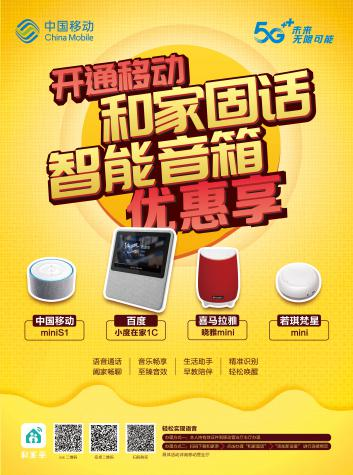 中国移动
China Mobile
5G++ 未来
无限可能
开通移动
和家固话
智能音箱
优惠享
中国移动
miniS1
百度
小度在家1C
喜马拉雅
晓雅mini
若琪梵星
mini
语音通话
阖家畅聊
音乐畅享
至臻音效
生活助手
早教陪伴
精准识别
轻松唤醒
和家亲
轻松实现语音